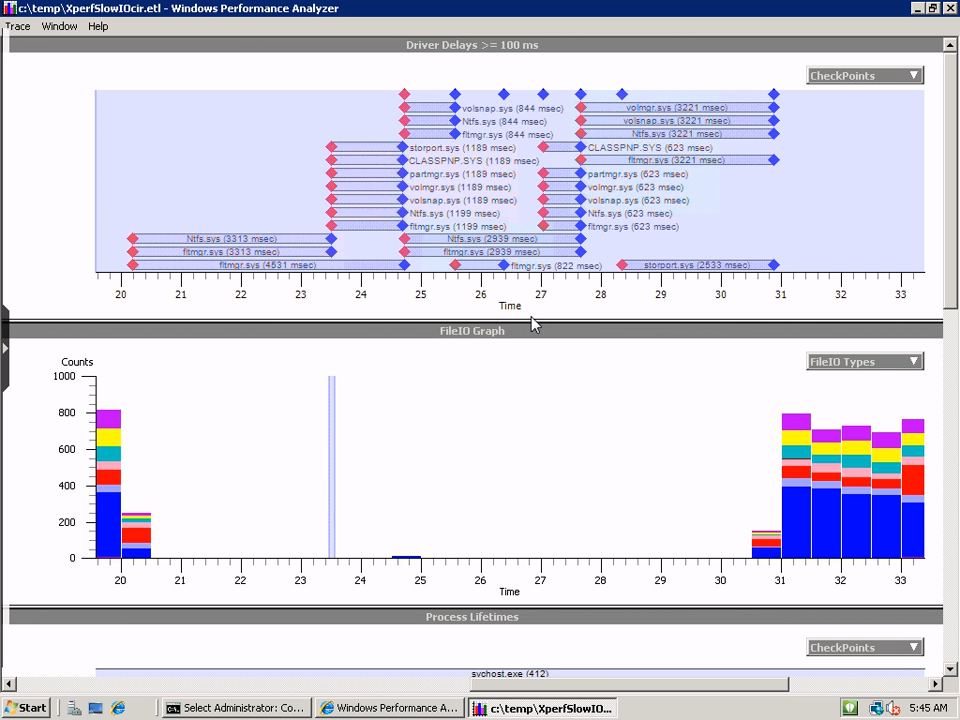 c:\temp\XperfSlowIOcir.etl - Windows Performance Analyzer
Trace Window Help
Driver Delays >= 100 ms
CheckPoints
volsnap.sys (844 msec) volmgr.sys (3221 msec)
Ntfs.sys (844 msec) volsnap.sys (3221 msec)
fltmgr.sys (844 msec) Ntfs.sys (3221 msec)
storport.sys (1189 msec) CLASSPNP.SYS (623 msec)
CLASSPNP.SYS (1189 msec) fltmgr.sys (3221 msec)
partmgr.sys (1189 msec) partmgr.sys (623 msec)
volmgr.sys (1189 msec) volmgr.sys (623 msec)
volsnap.sys (1189 msec) volsnap.sys (623 msec)
Ntfs.sys (1199 msec) Ntfs.sys (623 msec)
fltmgr.sys (1199 msec) fltmgr.sys (623 msec)
Ntfs.sys (3313 msec) Ntfs.sys (2939 msec)
fltmgr.sys (3313 msec) fltmgr.sys (2939 msec)
fltmgr.sys (4531 msec) fltmgr.sys (822 msec) storport.sys (2533 msec)
20 21 22 23 24 25 26 27 28 29 30 31 32 33
Time
FileIO Graph
Counts
FileIO Types
1000
800
600
400
200
0
20 21 22 23 24 25 26 27 28 29 30 31 32 33
Time
Process Lifetimes
CheckPoints
svchost.exe (412)
Start Select Administrator: Co... Windows Performance A... c:\temp\XperfSlowIO... 5:45 AM